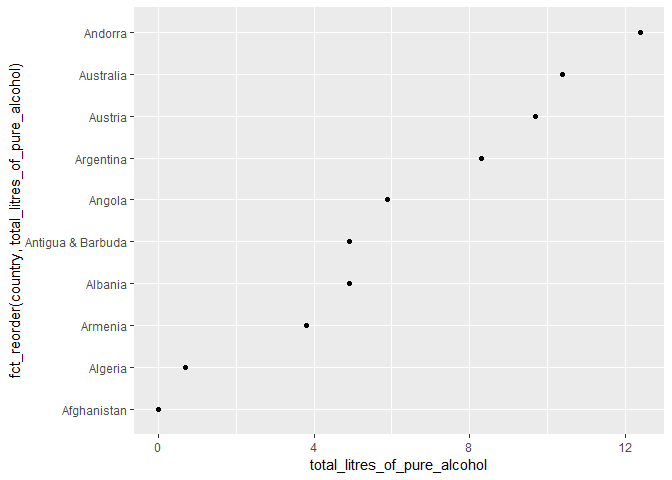 fct_reorder(country, total_litres_of_pure_alcohol)
Andorra
Australia
Austria
Argentina
Angola
Antigua & Barbuda
Albania
Armenia
Algeria
Afghanistan
0 4 8 12
total_litres_of_pure_alcohol